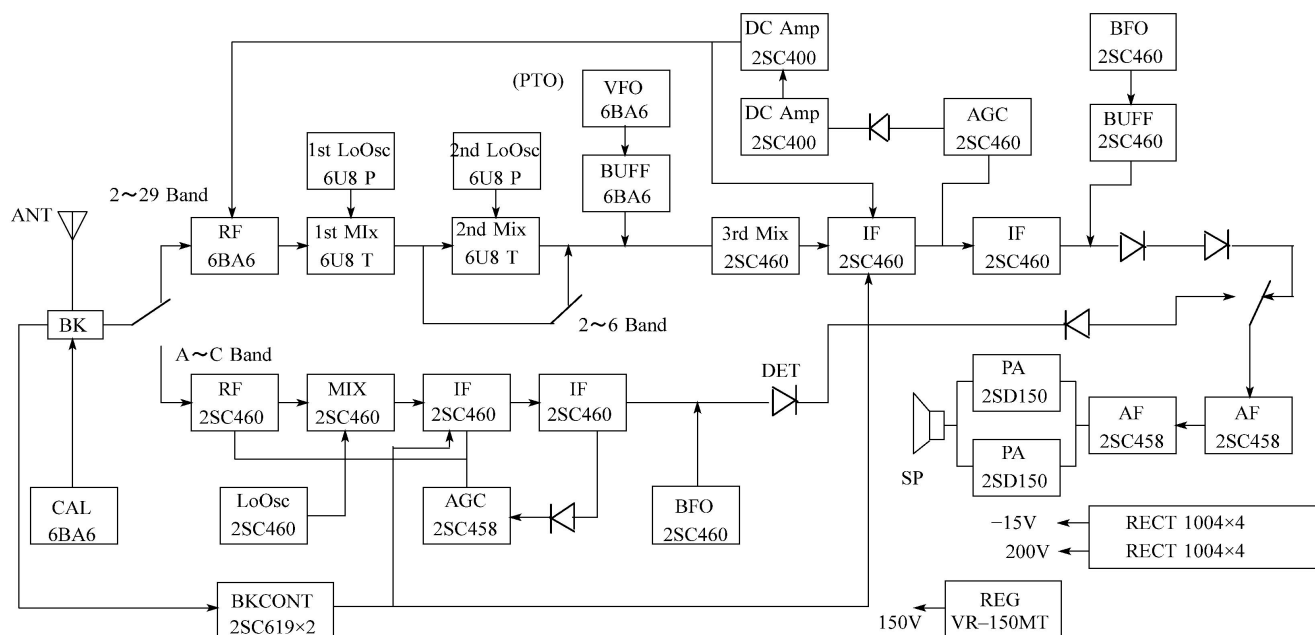 DC Amp
2SC400
BFO
2SC460
(PTO)
VFO
6BA6
DC Amp
2SC400
AGC
2SC460
BUFF
2SC460
1st LoOsc
6U8 P
2nd LoOsc
6U8 P
BUFF
6BA6
2～29 Band
ANT
RF
6BA6
1st MIx
6U8 T
2nd Mix
6U8 T
3rd Mix
2SC460
IF
2SC460
IF
2SC460
BK
2～6 Band
A～C Band
RF
2SC460
MIX
2SC460
IF
2SC460
IF
2SC460
DET
PA
2SD150
AF
2SC458
AF
2SC458
SP
PA
2SD150
CAL
6BA6
LoOsc
2SC460
AGC
2SC458
BFO
2SC460
−15V
RECT 1004×4
200V
RECT 1004×4
BKCONT
2SC619×2
150V
REG
VR–150MT